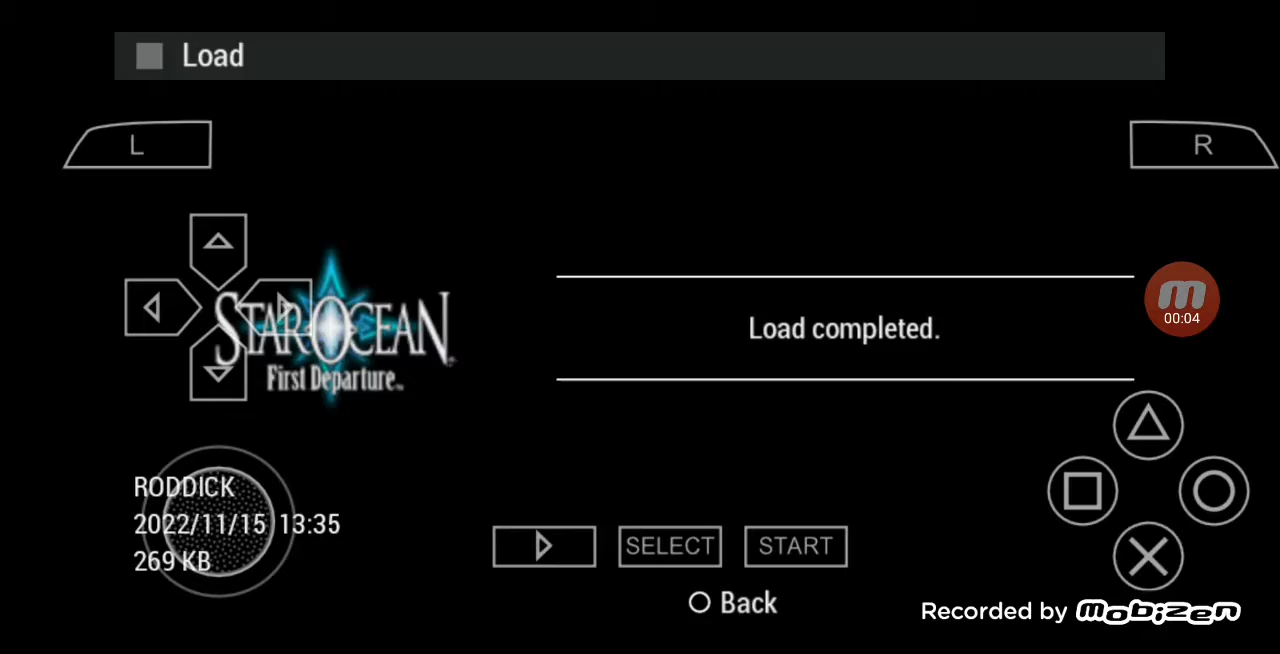 Load
L
R
STAR OCEAN
First Departure™
Load completed.
00:04
RODDICK
2022/11/15 13:35
269 KB
SELECT
START
Back
Recorded by mobizen